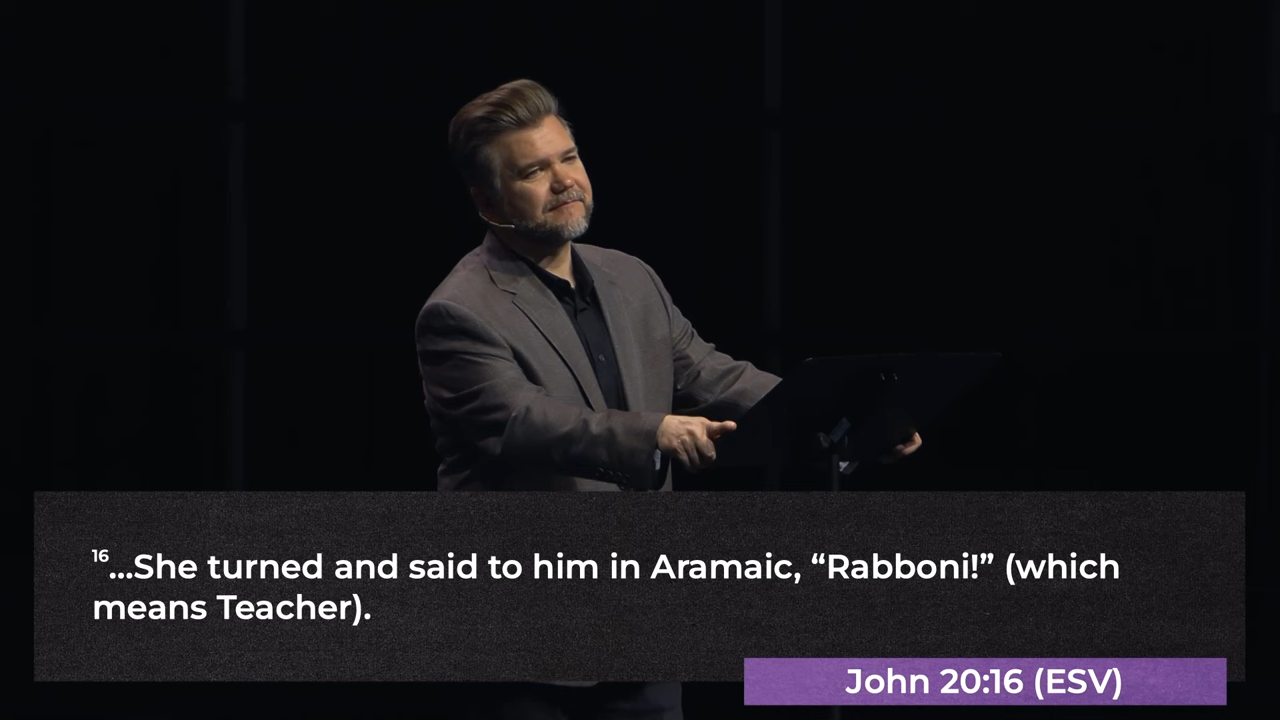 16...She turned and said to him in Aramaic, “Rabboni!” (which
means Teacher).
John 20:16 (ESV)